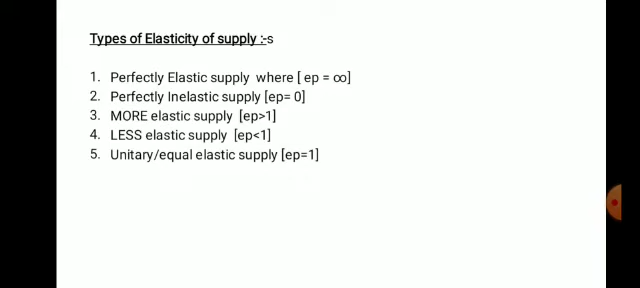 Types of Elasticity of supply :-s
1. Perfectly Elastic supply where [ ep = ∞]
2. Perfectly Inelastic supply [ep= 0]
3. MORE elastic supply [ep>1]
4. LESS elastic supply [ep<1]
5. Unitary/equal elastic supply [ep=1]